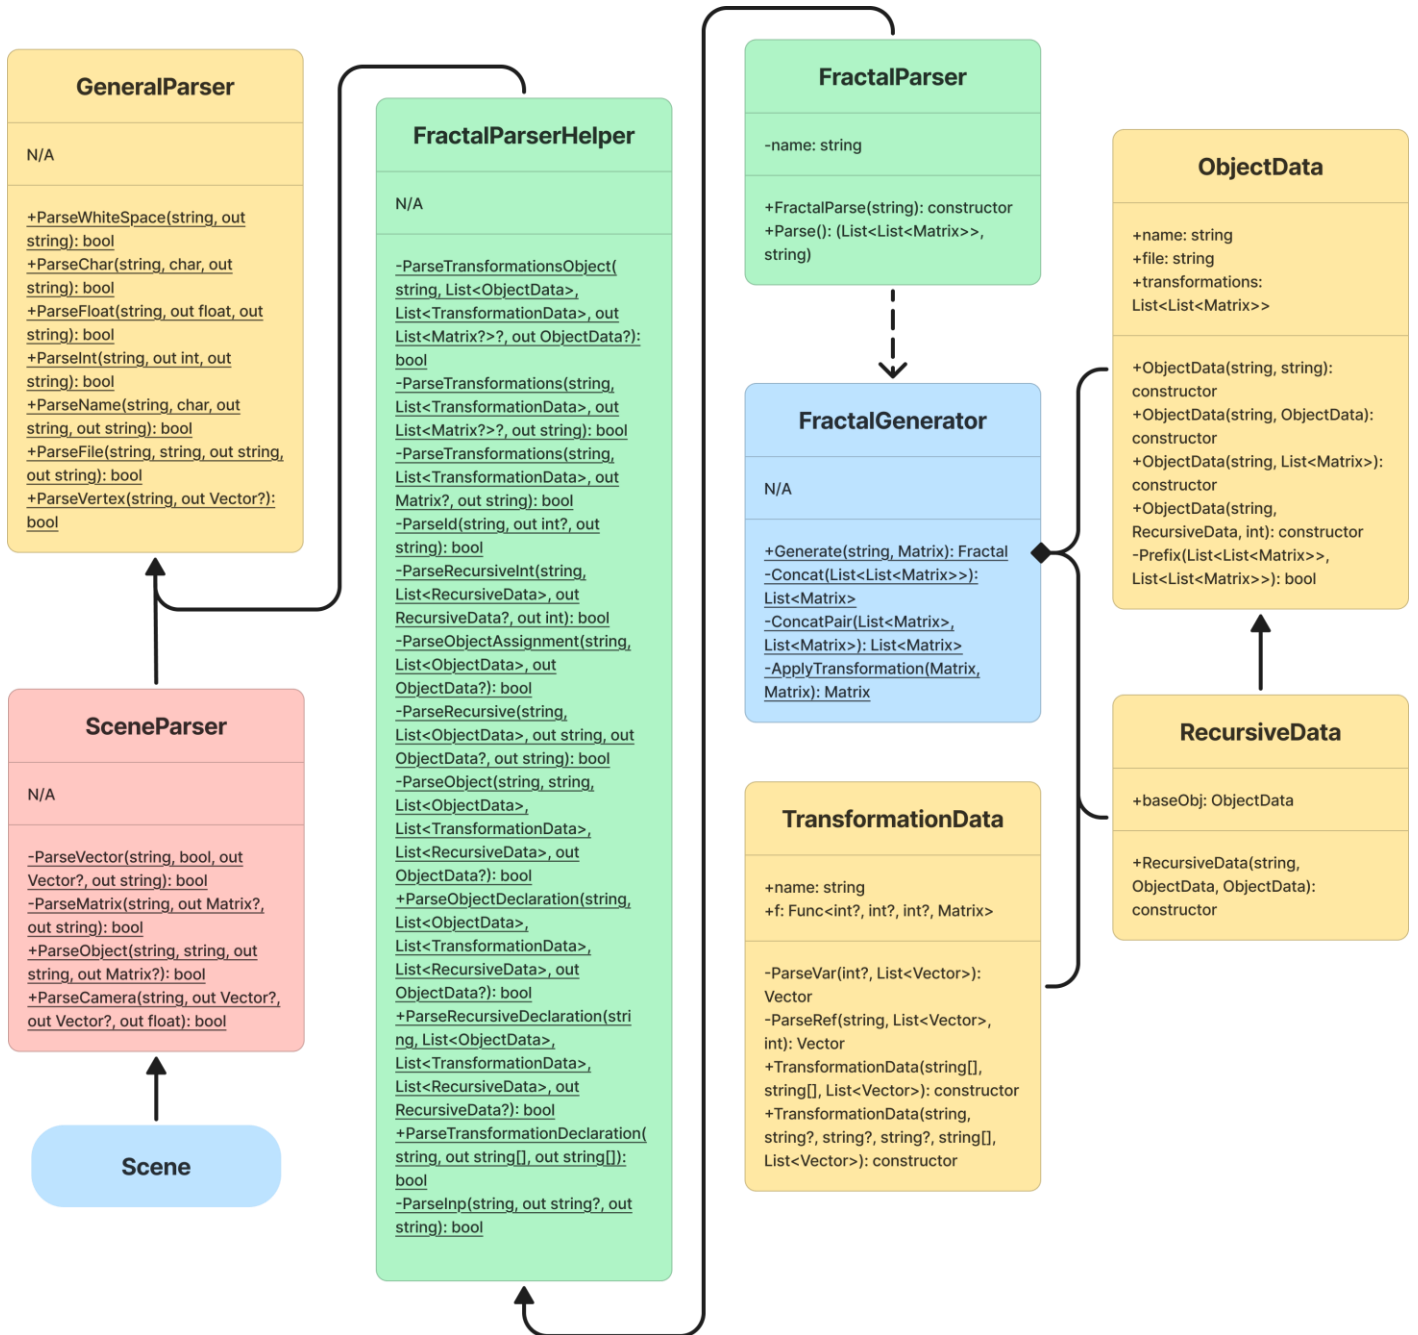 GeneralParser
N/A
+ParseWhiteSpace(string, out
string): bool
+ParseChar(string, char, out
string): bool
+ParseFloat(string, out float, out
string): bool
+ParseInt(string, out int, out
string): bool
+ParseName(string, char, out
string, out string): bool
+ParseFile(string, string, out string,
out string): bool
+ParseVertex(string, out Vector?):
bool
SceneParser
N/A
-ParseVector(string, bool, out
Vector?, out string): bool
-ParseMatrix(string, out Matrix?,
out string): bool
+ParseObject(string, string, out
string, out Matrix?): bool
+ParseCamera(string, out Vector?,
out Vector?, out float): bool
Scene
FractalParserHelper
N/A
-ParseTransformationsObject(
string, List<ObjectData>,
List<TransformationData>, out
List<Matrix?>?, out ObjectData?):
bool
-ParseTransformations(string,
List<TransformationData>, out
List<Matrix?>?, out string): bool
-ParseTransformations(string,
List<TransformationData>, out
Matrix?, out string): bool
-ParseId(string, out int?, out
string): bool
-ParseRecursiveInt(string,
List<RecursiveData>, out
RecursiveData?, out int): bool
-ParseObjectAssignment(string,
List<ObjectData>, out
ObjectData?): bool
-ParseRecursive(string,
List<ObjectData>, out string, out
ObjectData?, out string): bool
-ParseObject(string, string,
List<ObjectData>,
List<TransformationData>,
List<RecursiveData>, out
ObjectData?): bool
+ParseObjectDeclaration(string,
List<ObjectData>,
List<TransformationData>,
List<RecursiveData>, out
ObjectData?): bool
+ParseRecursiveDeclaration(stri
ng, List<ObjectData>,
List<TransformationData>,
List<RecursiveData>, out
RecursiveData?): bool
+ParseTransformationDeclaration(
string, out string[], out string[]):
bool
-ParseInp(string, out string?, out
string): bool
FractalParser
-name: string
+FractalParse(string): constructor
+Parse(): (List<List<Matrix>>,
string)
FractalGenerator
N/A
+Generate(string, Matrix): Fractal
-Concat(List<List<Matrix>>):
List<Matrix>
-ConcatPair(List<Matrix>,
List<Matrix>): List<Matrix>
-ApplyTransformation(Matrix,
Matrix): Matrix
TransformationData
+name: string
+f: Func<int?, int?, int?, Matrix>
-ParseVar(int?, List<Vector>):
Vector
-ParseRef(string, List<Vector>,
int): Vector
+TransformationData(string[],
string[], List<Vector>): constructor
+TransformationData(string,
string?, string?, string?, string[],
List<Vector>): constructor
ObjectData
+name: string
+file: string
+transformations:
List<List<Matrix>>
+ObjectData(string, string):
constructor
+ObjectData(string, ObjectData):
constructor
+ObjectData(string, List<Matrix>):
constructor
+ObjectData(string,
RecursiveData, int): constructor
-Prefix(List<List<Matrix>>,
List<List<Matrix>>): bool
RecursiveData
+baseObj: ObjectData
+RecursiveData(string,
ObjectData, ObjectData):
constructor